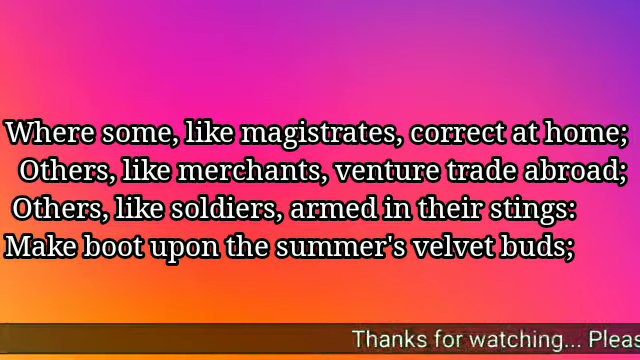 Where some, like magistrates, correct at home;
Others, like merchants, venture trade abroad;
Others, like soldiers, armed in their stings:
Make boot upon the summer's velvet buds;
Thanks for watching...